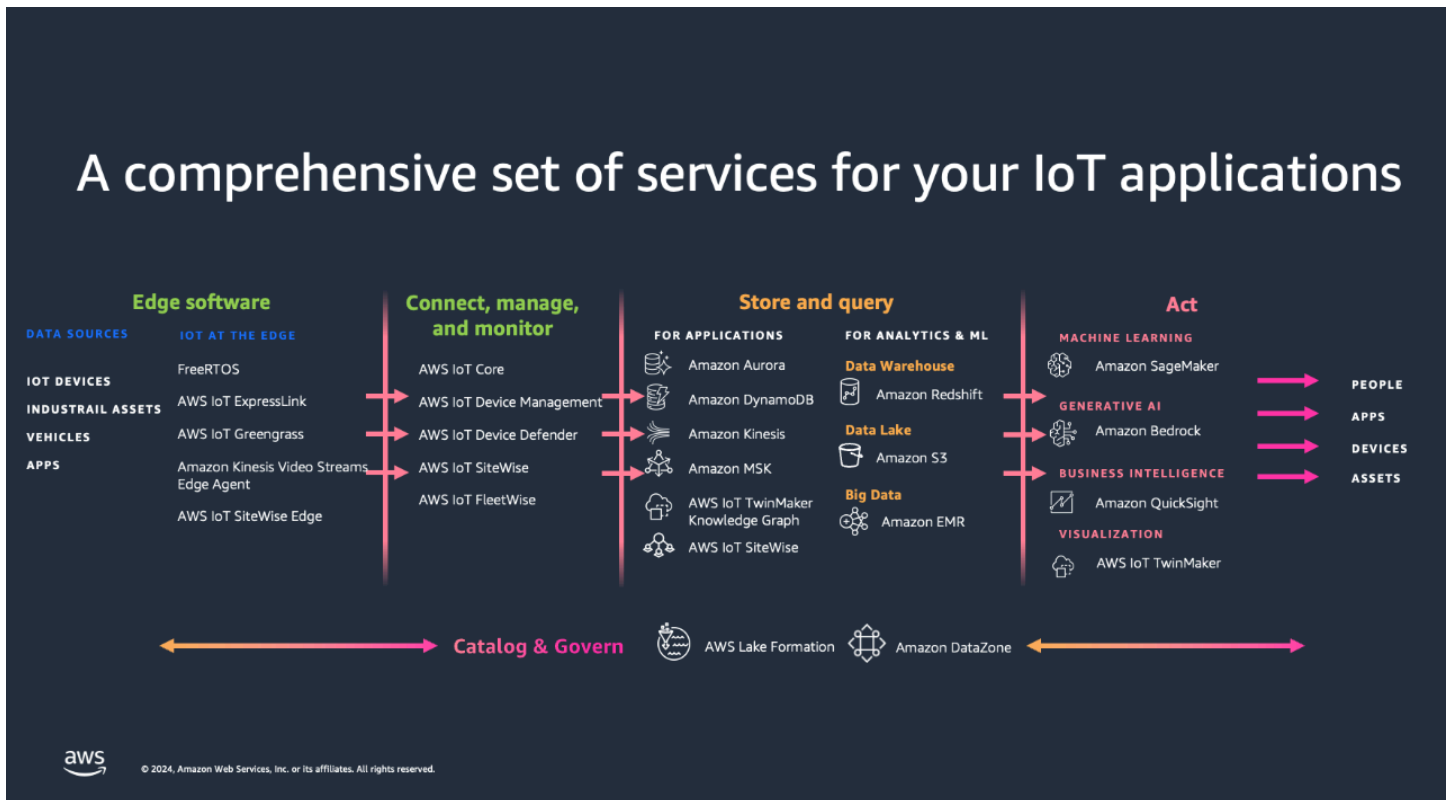 A comprehensive set of services for your IoT applications
Edge software
DATA SOURCES
IOT DEVICES
INDUSTRAIL ASSETS
VEHICLES
APPS
IOT AT THE EDGE
FreeRTOS
AWS IoT ExpressLink
AWS IoT Greengrass
Amazon Kinesis Video Streams
Edge Agent
AWS IoT SiteWise Edge
Connect, manage,
and monitor
AWS IoT Core
AWS IoT Device Management
AWS IoT Device Defender
AWS IoT SiteWise
AWS IoT FleetWise
Store and query
FOR APPLICATIONS
Amazon Aurora
Amazon DynamoDB
Amazon Kinesis
Amazon MSK
AWS IoT TwinMaker
Knowledge Graph
AWS IoT SiteWise
FOR ANALYTICS & ML
Data Warehouse
Amazon Redshift
Data Lake
Amazon S3
Big Data
Amazon EMR
Act
MACHINE LEARNING
Amazon SageMaker
GENERATIVE AI
Amazon Bedrock
BUSINESS INTELLIGENCE
Amazon QuickSight
VISUALIZATION
AWS IoT TwinMaker
PEOPLE
APPS
DEVICES
ASSETS
Catalog & Govern
AWS Lake Formation
Amazon DataZone
aws
© 2024, Amazon Web Services, Inc. or its affiliates. All rights reserved.